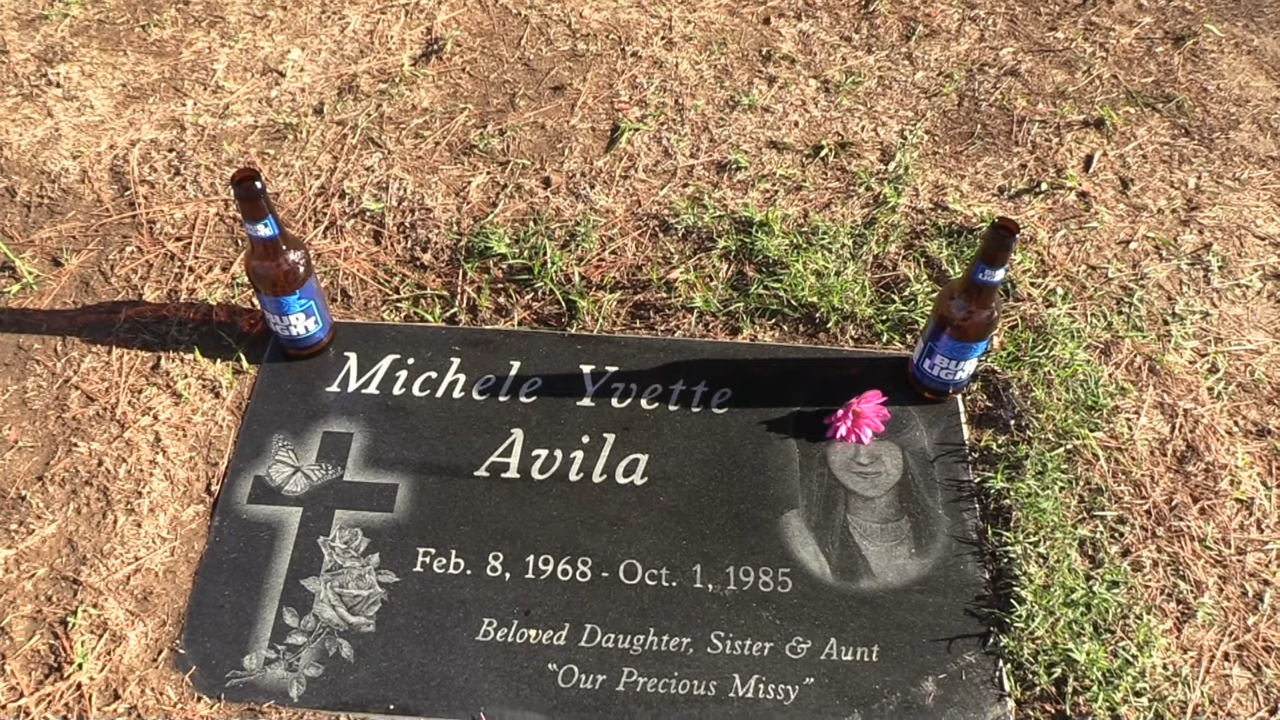 BUD LIGHT
BUD LIGHT
Michele Yvette
Avila
Feb. 8, 1968 - Oct. 1, 1985
Beloved Daughter, Sister & Aunt
"Our Precious Missy"